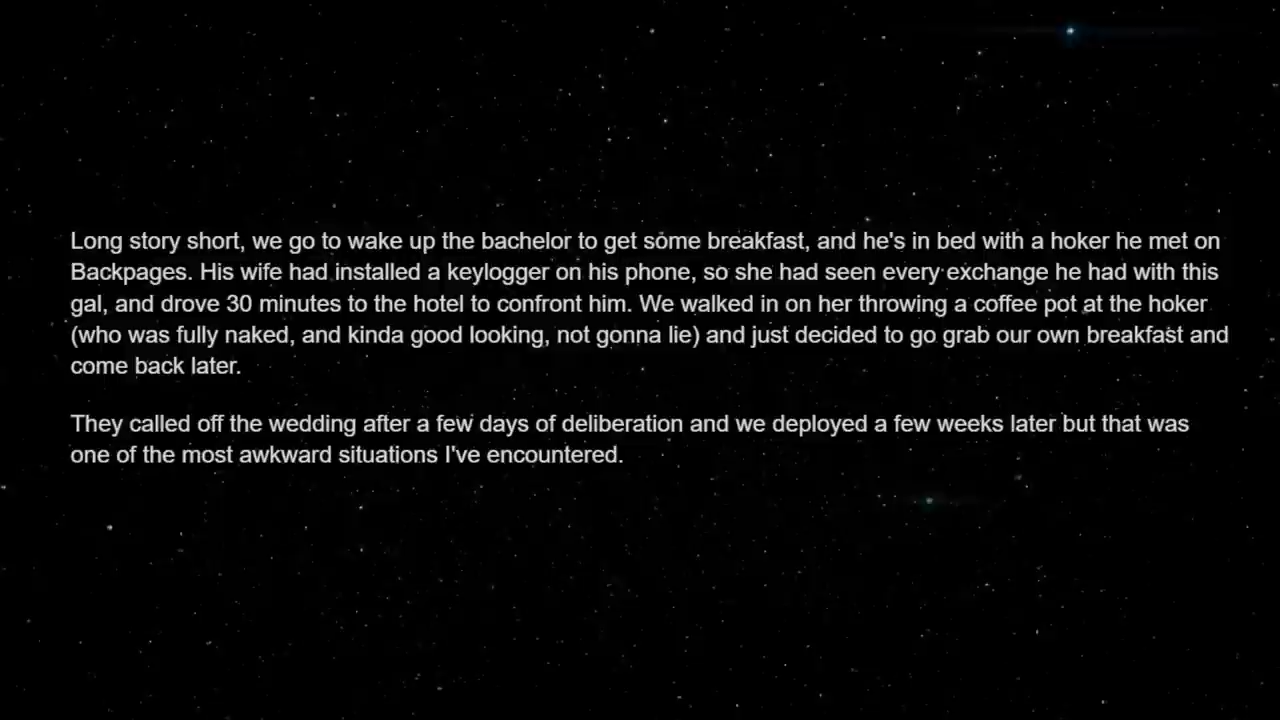 Long story short, we go to wake up the bachelor to get some breakfast, and he's in bed with a hoker he met on
Backpages. His wife had installed a keylogger on his phone, so she had seen every exchange he had with this
gal, and drove 30 minutes to the hotel to confront him. We walked in on her throwing a coffee pot at the hoker
(who was fully naked, and kinda good looking, not gonna lie) and just decided to go grab our own breakfast and
come back later.
They called off the wedding after a few days of deliberation and we deployed a few weeks later but that was
one of the most awkward situations I've encountered.